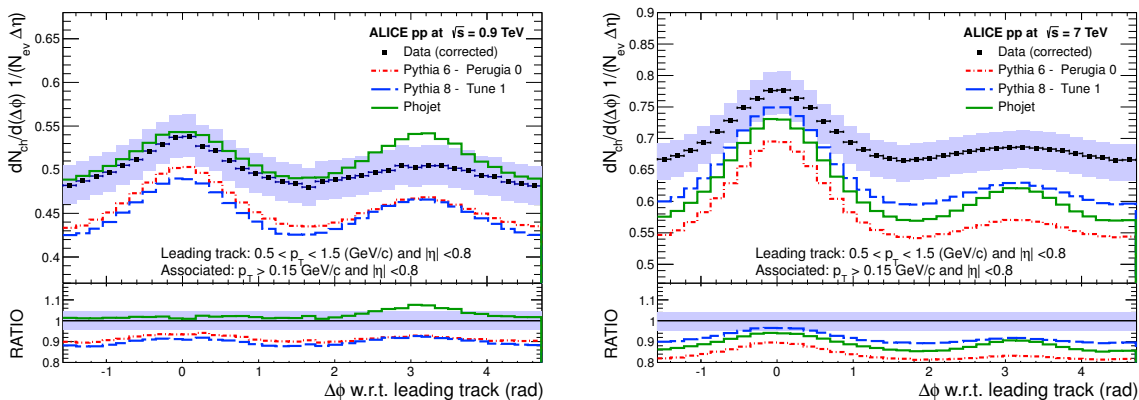 ALICE pp at √s = 0.9 TeV
Data (corrected)
Pythia 6 - Perugia 0
Pythia 8 - Tune 1
Phojet
dN_ch/d(Δϕ) 1/(N_ev Δη)
0.65
0.6
0.55
0.5
0.45
0.4
Leading track: 0.5 < p_T < 1.5 (GeV/c) and |η| <0.8
Associated: p_T > 0.15 GeV/c and |η| <0.8
RATIO
1.1
1
0.9
0.8
-1 0 1 2 3 4
Δϕ w.r.t. leading track (rad)
ALICE pp at √s = 7 TeV
Data (corrected)
Pythia 6 - Perugia 0
Pythia 8 - Tune 1
Phojet
dN_ch/d(Δϕ) 1/(N_ev Δη)
0.9
0.85
0.8
0.75
0.7
0.65
0.6
0.55
0.5
Leading track: 0.5 < p_T < 1.5 (GeV/c) and |η| <0.8
Associated: p_T > 0.15 GeV/c and |η| <0.8
RATIO
1.1
1
0.9
0.8
-1 0 1 2 3 4
Δϕ w.r.t. leading track (rad)